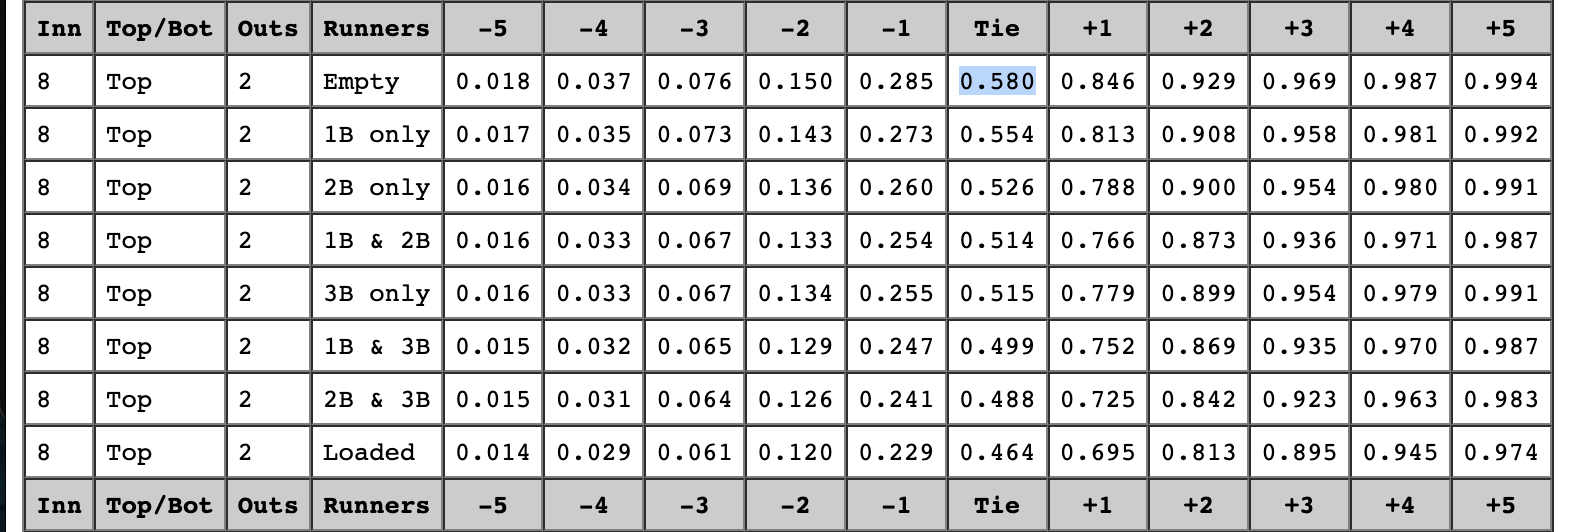 Inn Top/Bot Outs Runners -5 -4 -3 -2 -1 Tie +1 +2 +3 +4 +5
8 Top 2 Empty 0.018 0.037 0.076 0.150 0.285 0.580 0.846 0.929 0.969 0.987 0.994
8 Top 2 1B only 0.017 0.035 0.073 0.143 0.273 0.554 0.813 0.908 0.958 0.981 0.992
8 Top 2 2B only 0.016 0.034 0.069 0.136 0.260 0.526 0.788 0.900 0.954 0.980 0.991
8 Top 2 1B & 2B 0.016 0.033 0.067 0.133 0.254 0.514 0.766 0.873 0.936 0.971 0.987
8 Top 2 3B only 0.016 0.033 0.067 0.134 0.255 0.515 0.779 0.899 0.954 0.979 0.991
8 Top 2 1B & 3B 0.015 0.032 0.065 0.129 0.247 0.499 0.752 0.869 0.935 0.970 0.987
8 Top 2 2B & 3B 0.015 0.031 0.064 0.126 0.241 0.488 0.725 0.842 0.923 0.963 0.983
8 Top 2 Loaded 0.014 0.029 0.061 0.120 0.229 0.464 0.695 0.813 0.895 0.945 0.974
Inn Top/Bot Outs Runners -5 -4 -3 -2 -1 Tie +1 +2 +3 +4 +5